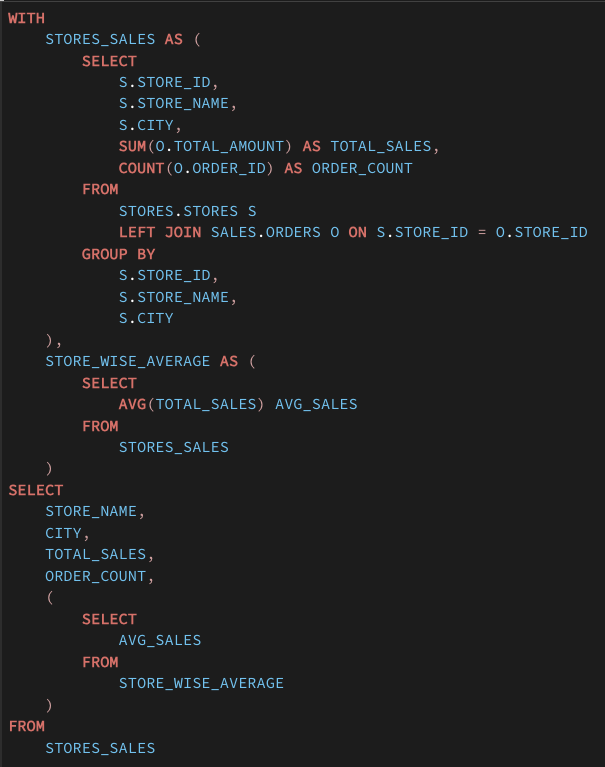 WITH
    STORES_SALES AS (
        SELECT
            S.STORE_ID,
            S.STORE_NAME,
            S.CITY,
            SUM(O.TOTAL_AMOUNT) AS TOTAL_SALES,
            COUNT(O.ORDER_ID) AS ORDER_COUNT
        FROM
            STORES.STORES S
            LEFT JOIN SALES.ORDERS O ON S.STORE_ID = O.STORE_ID
        GROUP BY
            S.STORE_ID,
            S.STORE_NAME,
            S.CITY
    ),
    STORE_WISE_AVERAGE AS (
        SELECT
            AVG(TOTAL_SALES) AVG_SALES
        FROM
            STORES_SALES
    )
SELECT
    STORE_NAME,
    CITY,
    TOTAL_SALES,
    ORDER_COUNT,
    (
        SELECT
            AVG_SALES
        FROM
            STORE_WISE_AVERAGE
    )
FROM
    STORES_SALES